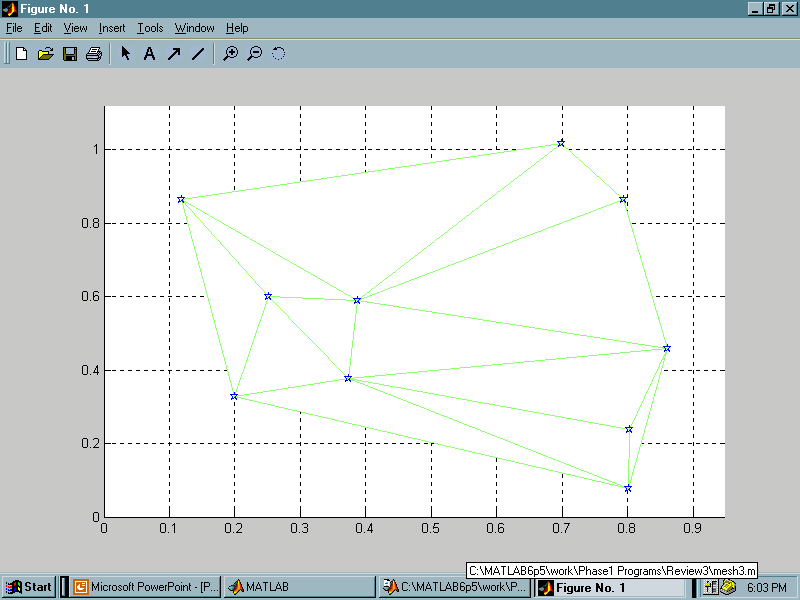 Figure No. 1
File Edit View Insert Tools Window Help
A
1
0.8
0.6
0.4
0.2
0
0 0.1 0.2 0.3 0.4 0.5 0.6 0.7 0.8 0.9
C:\MATLAB6p5\work\Phase1 Programs\Review3\mesh3.m
Start Microsoft PowerPoint - [P... MATLAB C:\MATLAB6p5\work\P... Figure No. 1 6:03 PM